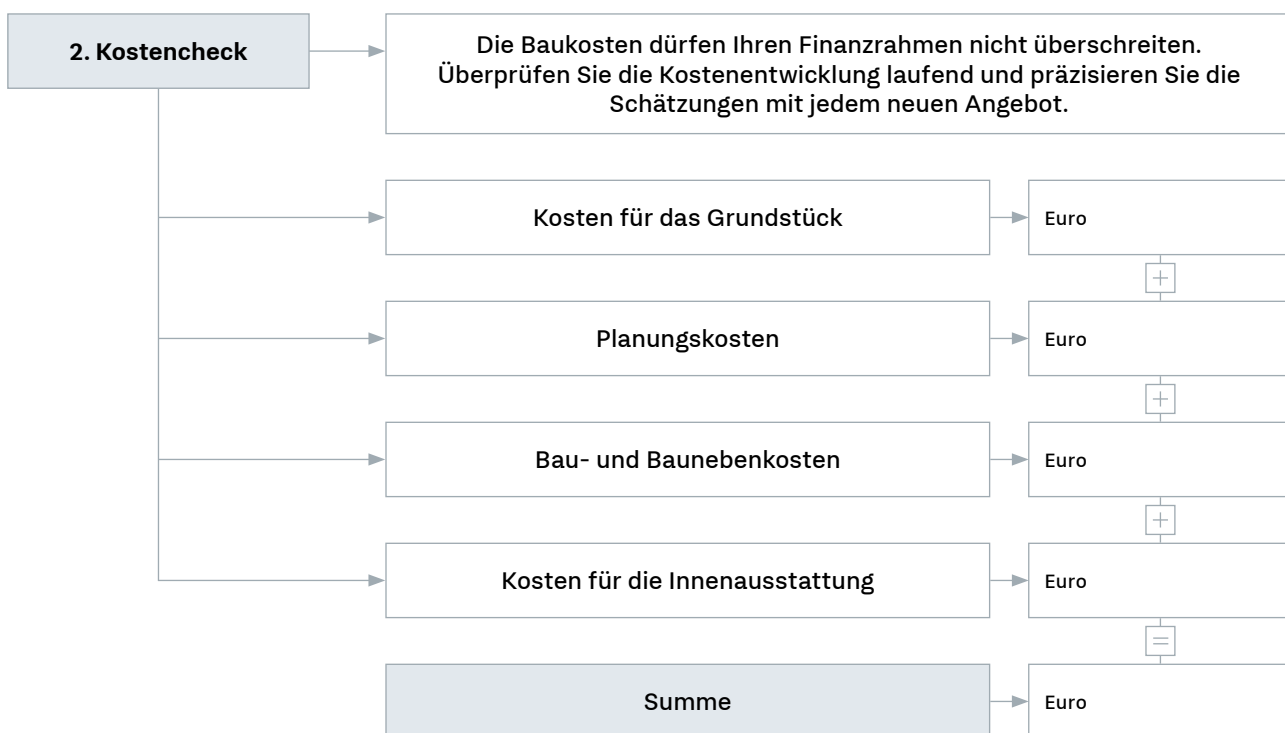 2. Kostencheck
Die Baukosten dürfen Ihren Finanzrahmen nicht überschreiten.
Überprüfen Sie die Kostenentwicklung laufend und präzisieren Sie die
Schätzungen mit jedem neuen Angebot.
Kosten für das Grundstück
Euro
+
Planungskosten
Euro
+
Bau- und Baunebenkosten
Euro
+
Kosten für die Innenausstattung
Euro
=
Summe
Euro